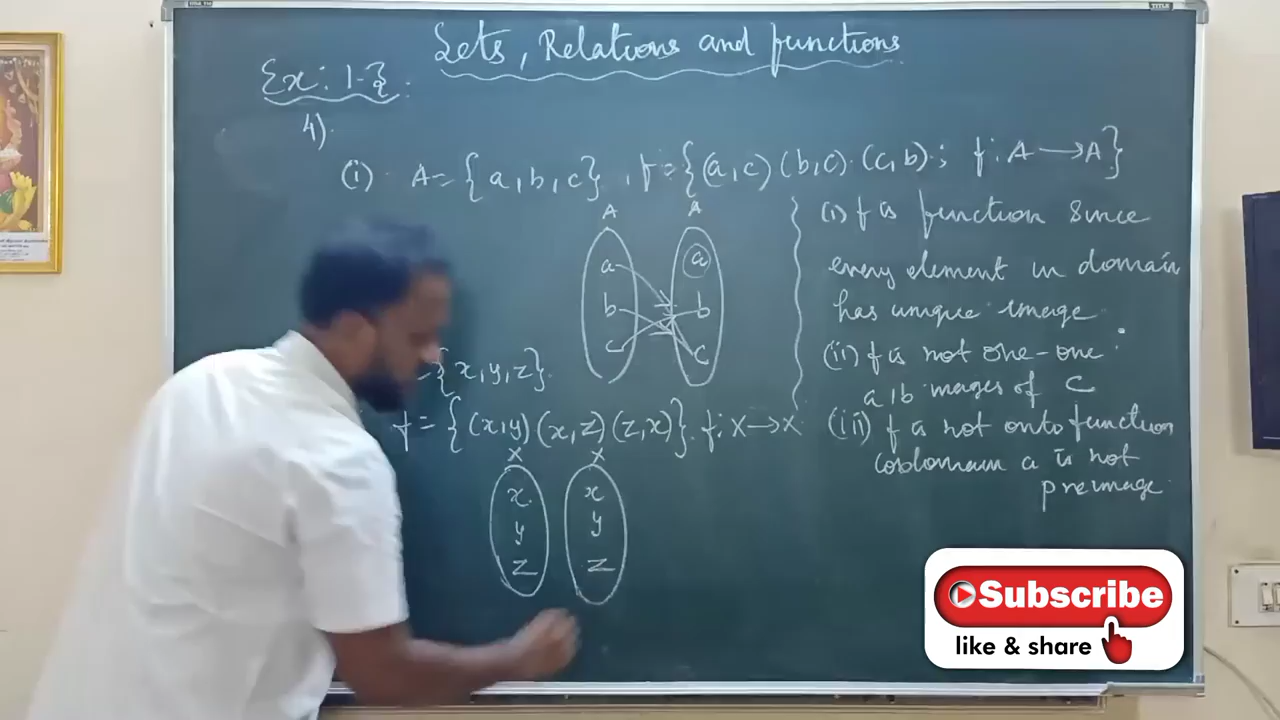 Sets, Relations and functions
Ex: 1-3
4)
(i) A = {a, b, c}, f = {(a, c) (b, c) (c, b); f: A → A}
A A
a a
b b
c c
(i) f is function since
every element in domain
has unique image
(ii) f is not one-one ∵
a, b images of c
(iii) f is not onto function
codomain a is not
preimage
= {x, y, z}.
f = {(x, y) (x, z) (z, x)}. f: X → X
X X
x x
y y
z z
Subscribe
like & share